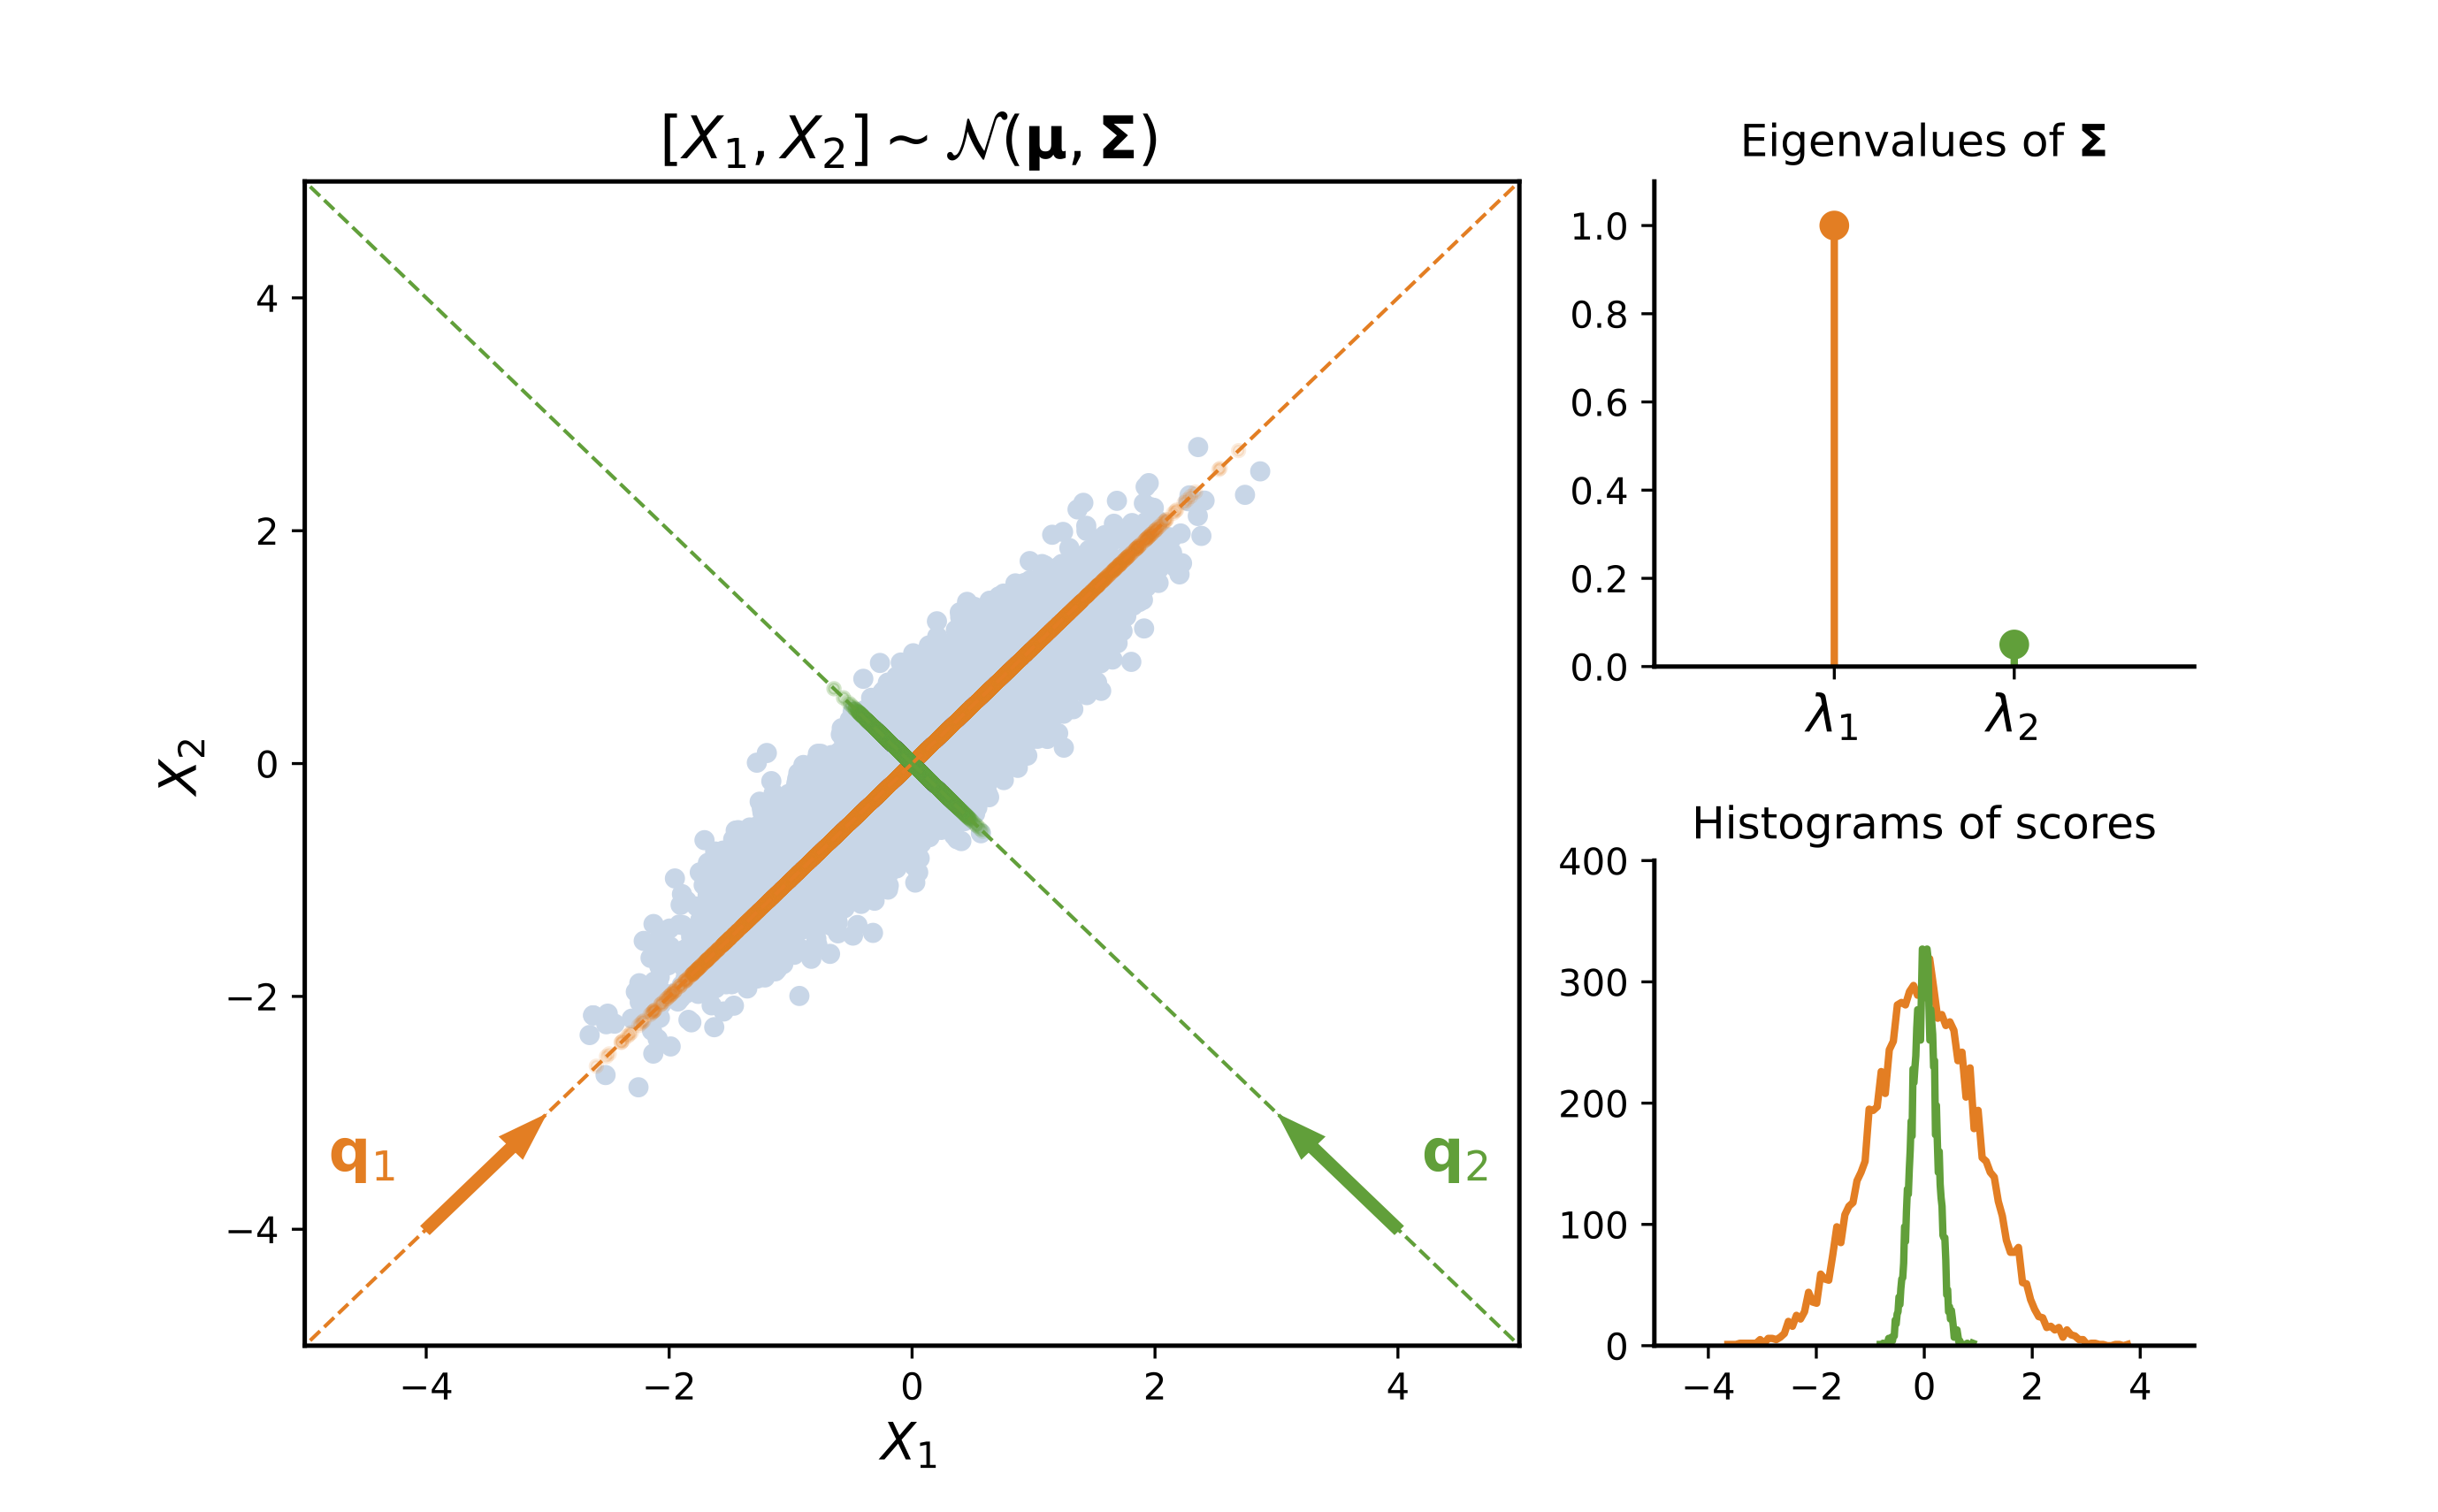 [X₁, X₂] ~ 𝒩(μ, Σ)
4
2
0
−2
−4
X₂
q₁
q₂
−4 −2 0 2 4
X₁
Eigenvalues of Σ
1.0
0.8
0.6
0.4
0.2
0.0
λ₁ λ₂
Histograms of scores
400
300
200
100
0
−4 −2 0 2 4